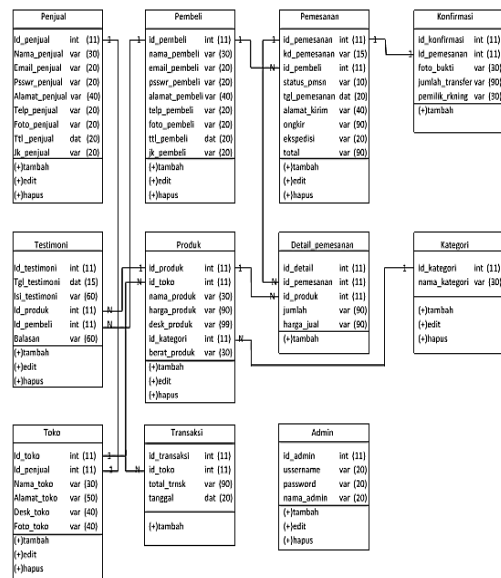 Penjual
Id_penjual int (11)
Nama_penjual var (30)
Email_penjual var (20)
Psswr_penjual var (20)
Alamat_penjual var (40)
Telp_penjual var (20)
Foto_penjual var (20)
Ttl_penjual dat (20)
Jk_penjual var (20)
(+)tambah
(+)edit
(+)hapus
Pembeli
id_pembeli int (11)
nama_pembeli var (30)
email_pembeli var (20)
psswr_pembeli var (20)
alamat_pembeli var (40)
telp_pembeli var (20)
foto_pembeli var (20)
ttl_pembeli dat (20)
jk_pembeli var (20)
(+)tambah
(+)edit
(+)hapus
Pemesanan
id_pemesanan int (11)
kd_pemesanan var (15)
id_pembeli int (11)
status_pmsn var (10)
tgl_pemesanan dat (20)
alamat_kirim var (40)
ongkir var (90)
ekspedisi var (20)
total var (90)
(+)tambah
(+)edit
(+)hapus
Konfirmasi
id_konfirmasi int (11)
id_pemesanan int (11)
foto_bukti var (30)
jumlah_transfer var (90)
pemilik_rkning var (30)
(+)tambah
Testimoni
Id_testimoni int (11)
Tgl_testimoni dat (15)
Isi_testimoni var (60)
Id_produk int (11)
Id_pembeli int (11)
Balasan var (60)
(+)tambah
(+)edit
(+)hapus
Produk
id_produk int (11)
id_toko int (11)
nama_produk var (30)
harga_produk var (90)
desk_produk var (99)
id_kategori int (11)
berat_produk var (30)
(+)tambah
(+)edit
(+)hapus
Detail_pemesanan
id_detail int (11)
id_pemesanan int (11)
id_produk int (11)
jumlah var (90)
harga_jual var (90)
(+)tambah
Kategori
id_kategori int (11)
nama_kategori var (30)
(+)tambah
(+)edit
(+)hapus
Toko
Id_toko int (11)
Id_penjual int (11)
Nama_toko var (30)
Alamat_toko var (50)
Desk_toko var (40)
Foto_toko var (40)
(+)tambah
(+)edit
(+)hapus
Transaksi
id_transaksi int (11)
id_toko int (11)
total_trnsk var (90)
tanggal dat (20)
(+)tambah
Admin
id_admin int (11)
ussername var (20)
password var (20)
nama_admin var (20)
(+)tambah
(+)edit
(+)hapus